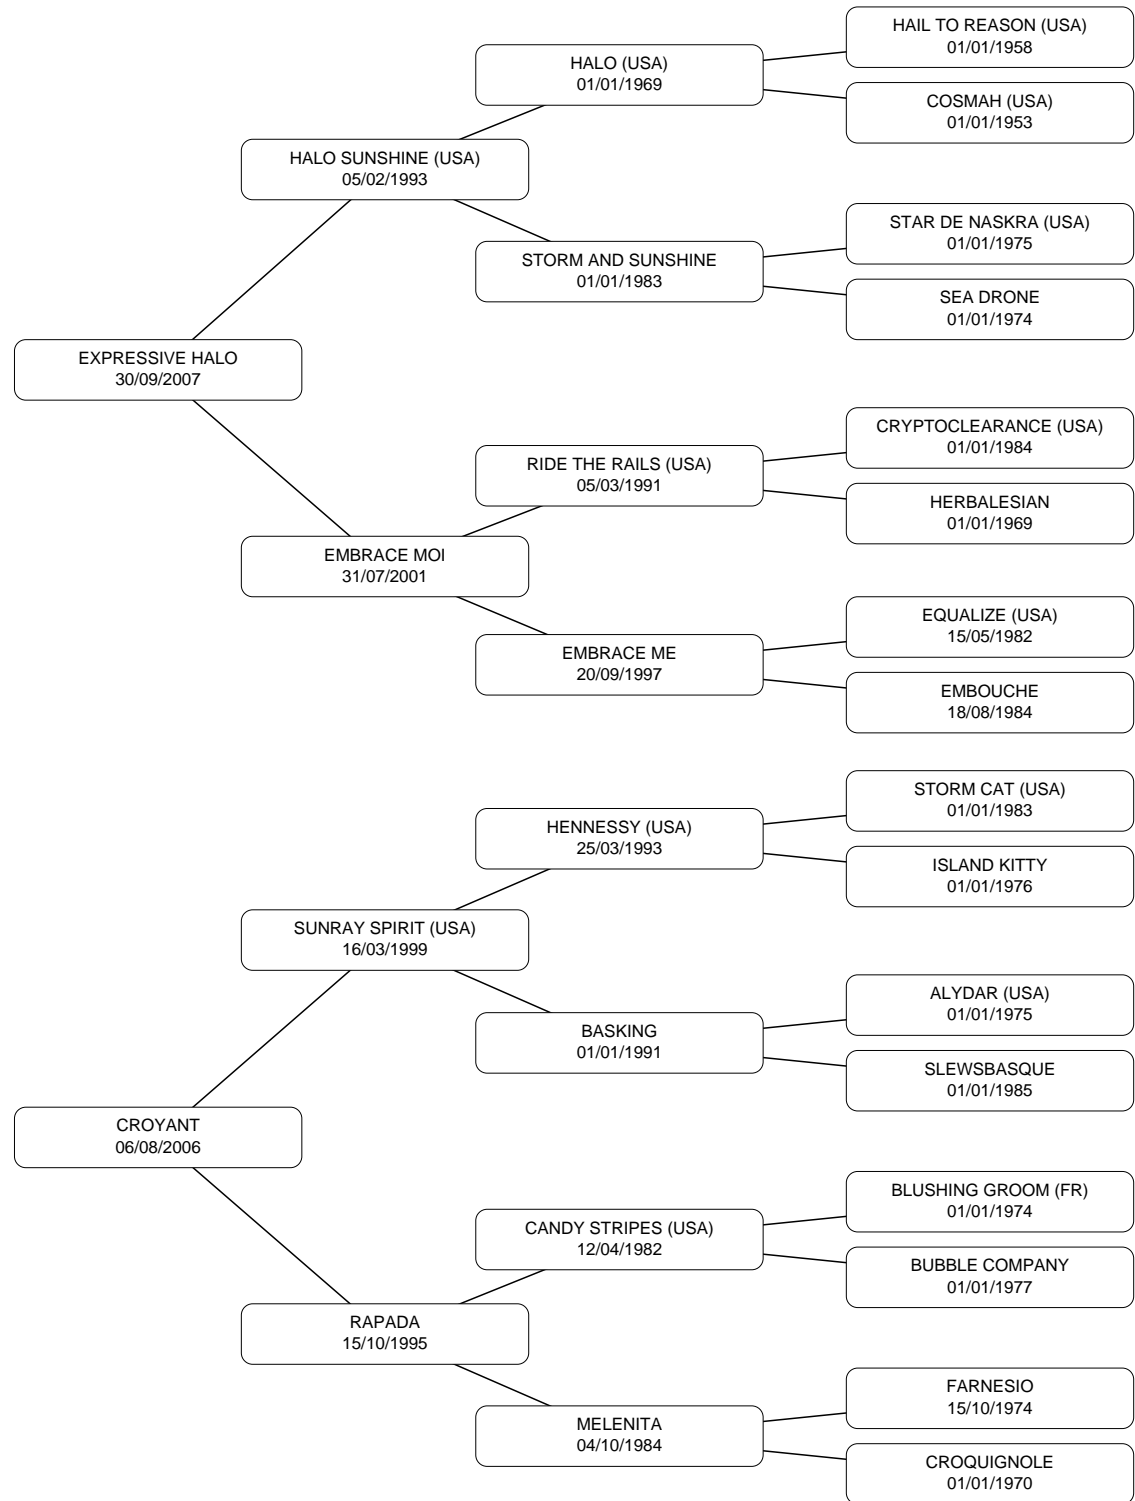 HAIL TO REASON (USA)
01/01/1958
HALO (USA)
01/01/1969
COSMAH (USA)
01/01/1953
HALO SUNSHINE (USA)
05/02/1993
STAR DE NASKRA (USA)
01/01/1975
STORM AND SUNSHINE
01/01/1983
SEA DRONE
01/01/1974
EXPRESSIVE HALO
30/09/2007
CRYPTOCLEARANCE (USA)
01/01/1984
RIDE THE RAILS (USA)
05/03/1991
HERBALESIAN
01/01/1969
EMBRACE MOI
31/07/2001
EQUALIZE (USA)
15/05/1982
EMBRACE ME
20/09/1997
EMBOUCHE
18/08/1984
STORM CAT (USA)
01/01/1983
HENNESSY (USA)
25/03/1993
ISLAND KITTY
01/01/1976
SUNRAY SPIRIT (USA)
16/03/1999
ALYDAR (USA)
01/01/1975
BASKING
01/01/1991
SLEWSBASQUE
01/01/1985
CROYANT
06/08/2006
BLUSHING GROOM (FR)
01/01/1974
CANDY STRIPES (USA)
12/04/1982
BUBBLE COMPANY
01/01/1977
RAPADA
15/10/1995
FARNESIO
15/10/1974
MELENITA
04/10/1984
CROQUIGNOLE
01/01/1970